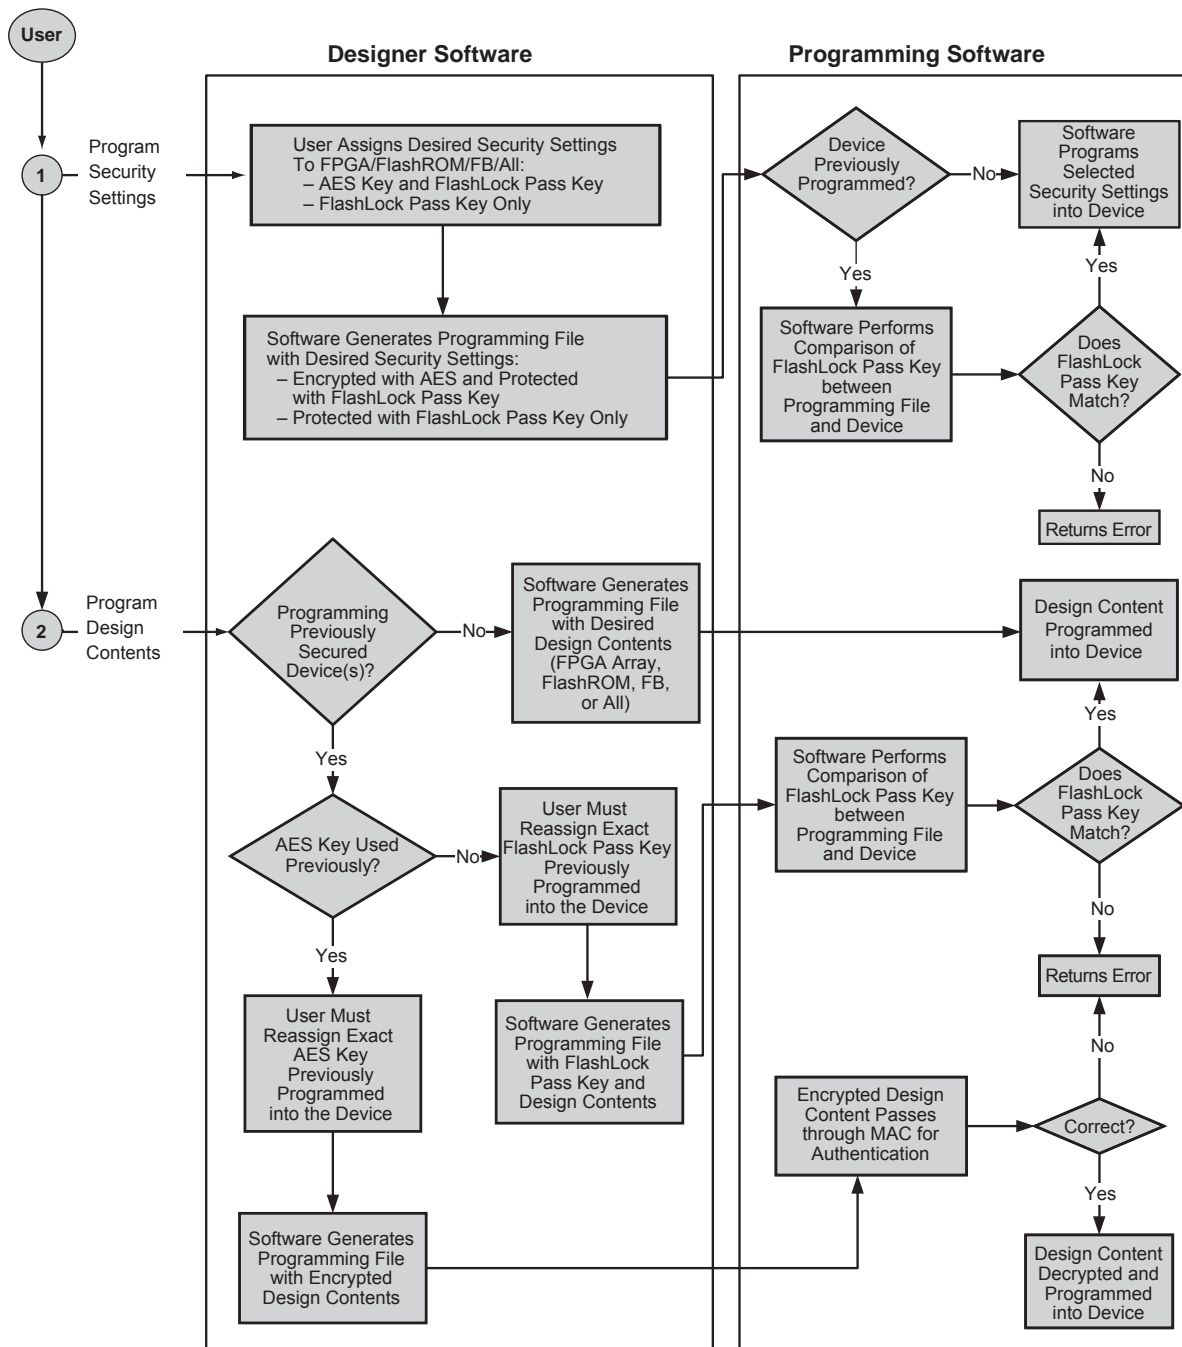 User
Designer Software
Programming Software
1
Program
Security
Settings
User Assigns Desired Security Settings
To FPGA/FlashROM/FB/All:
– AES Key and FlashLock Pass Key
– FlashLock Pass Key Only
Software Generates Programming File
with Desired Security Settings:
– Encrypted with AES and Protected
with FlashLock Pass Key
– Protected with FlashLock Pass Key Only
Device
Previously
Programmed?
No
Software
Programs
Selected
Security Settings
into Device
Yes
Yes
Software Performs
Comparison of
FlashLock Pass Key
between
Programming File
and Device
Does
FlashLock
Pass Key
Match?
No
Returns Error
2
Program
Design
Contents
Programming
Previously
Secured
Device(s)?
No
Software Generates
Programming File
with Desired
Design Contents
(FPGA Array,
FlashROM, FB,
or All)
Design Content
Programmed
into Device
Yes
Yes
AES Key Used
Previously?
No
User Must
Reassign Exact
FlashLock Pass Key
Previously
Programmed
into the Device
Software Performs
Comparison of
FlashLock Pass Key
between
Programming File
and Device
Does
FlashLock
Pass Key
Match?
No
Returns Error
Yes
User Must
Reassign Exact
AES Key
Previously
Programmed
into the Device
Software Generates
Programming File
with FlashLock
Pass Key and
Design Contents
No
Encrypted Design
Content Passes
through MAC for
Authentication
Correct?
Yes
Software Generates
Programming File
with Encrypted
Design Contents
Design Content
Decrypted and
Programmed
into Device